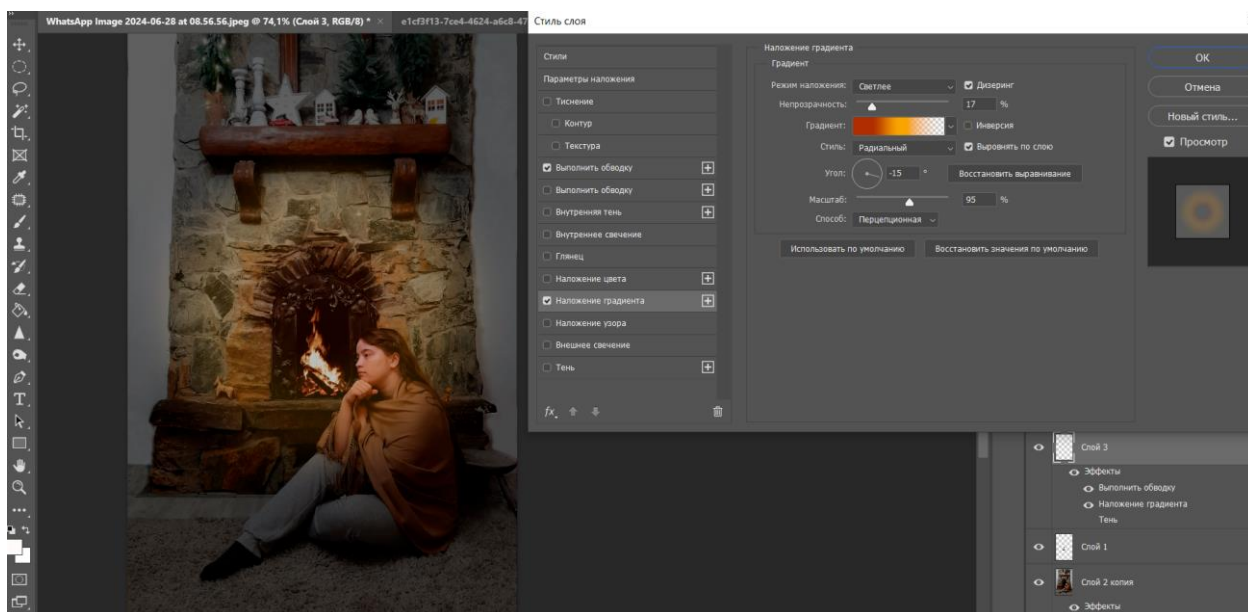 WhatsApp Image 2024-06-28 at 08.56.56.jpeg @ 74,1% (Слой 3, RGB/8) *
e1cf3f13-7ce4-4624-a6c8-47
Стиль слоя
Стили
Параметры наложения
Тиснение
Контур
Текстура
Выполнить обводку
Выполнить обводку
Внутренняя тень
Внутреннее свечение
Глянец
Наложение цвета
Наложение градиента
Наложение узора
Внешнее свечение
Тень
fx
Наложение градиента
Градиент
Режим наложения: Светлее Дизеринг
Непрозрачность: 17 %
Градиент: Инверсия
Стиль: Радиальный Выровнять по слою
Угол: -15 ° Восстановить выравнивание
Масштаб: 95 %
Способ: Перцепционная
Использовать по умолчанию Восстановить значения по умолчанию
ОК
Отмена
Новый стиль...
Просмотр
Слой 3
Эффекты
Выполнить обводку
Наложение градиента
Тень
Слой 1
Слой 2 копия
Эффекты